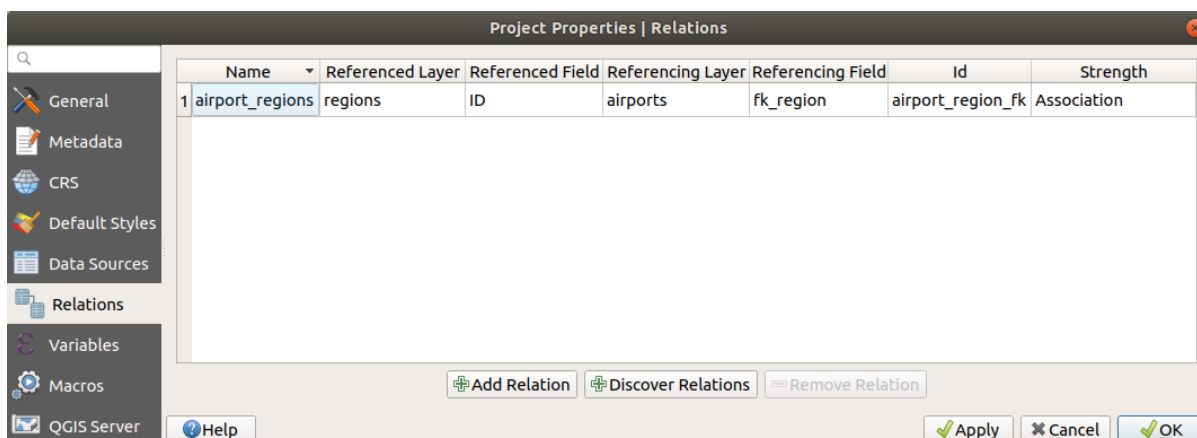 Project Properties | Relations
Name Referenced Layer Referenced Field Referencing Layer Referencing Field Id Strength
1 airport_regions regions ID airports fk_region airport_region_fk Association
General
Metadata
CRS
Default Styles
Data Sources
Relations
Variables
Macros
QGIS Server
Add Relation Discover Relations Remove Relation
Help Apply Cancel OK